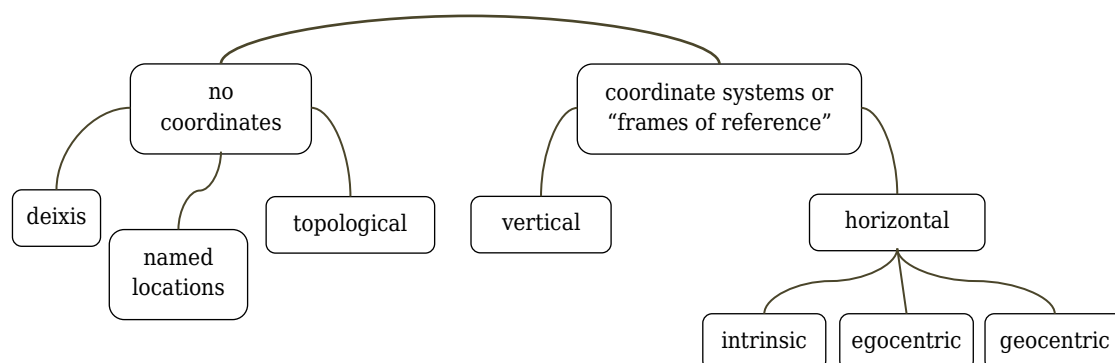 no
coordinates
coordinate systems or
“frames of reference”
deixis
named
locations
topological
vertical
horizontal
intrinsic
egocentric
geocentric